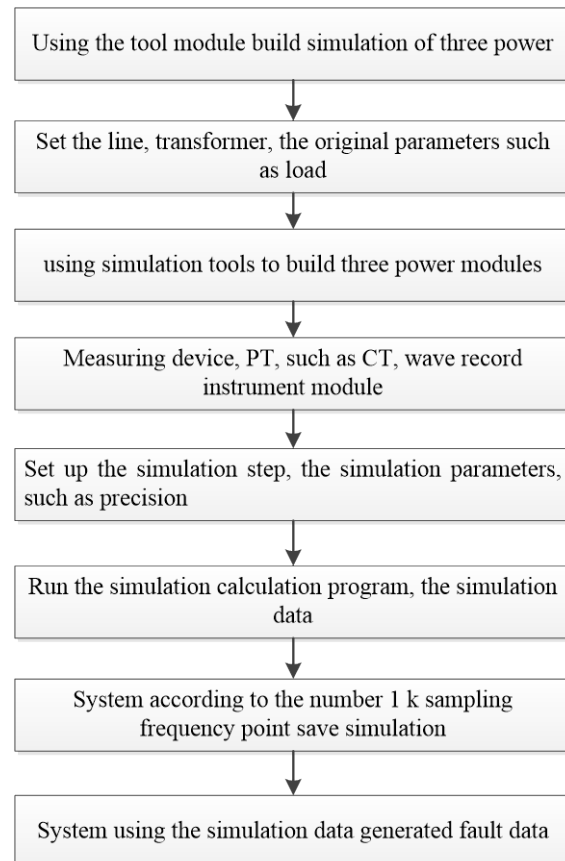 Using the tool module build simulation of three power
Set the line, transformer, the original parameters such
as load
using simulation tools to build three power modules
Measuring device, PT, such as CT, wave record
instrument module
Set up the simulation step, the simulation parameters,
such as precision
Run the simulation calculation program, the simulation
data
System according to the number 1 k sampling
frequency point save simulation
System using the simulation data generated fault data